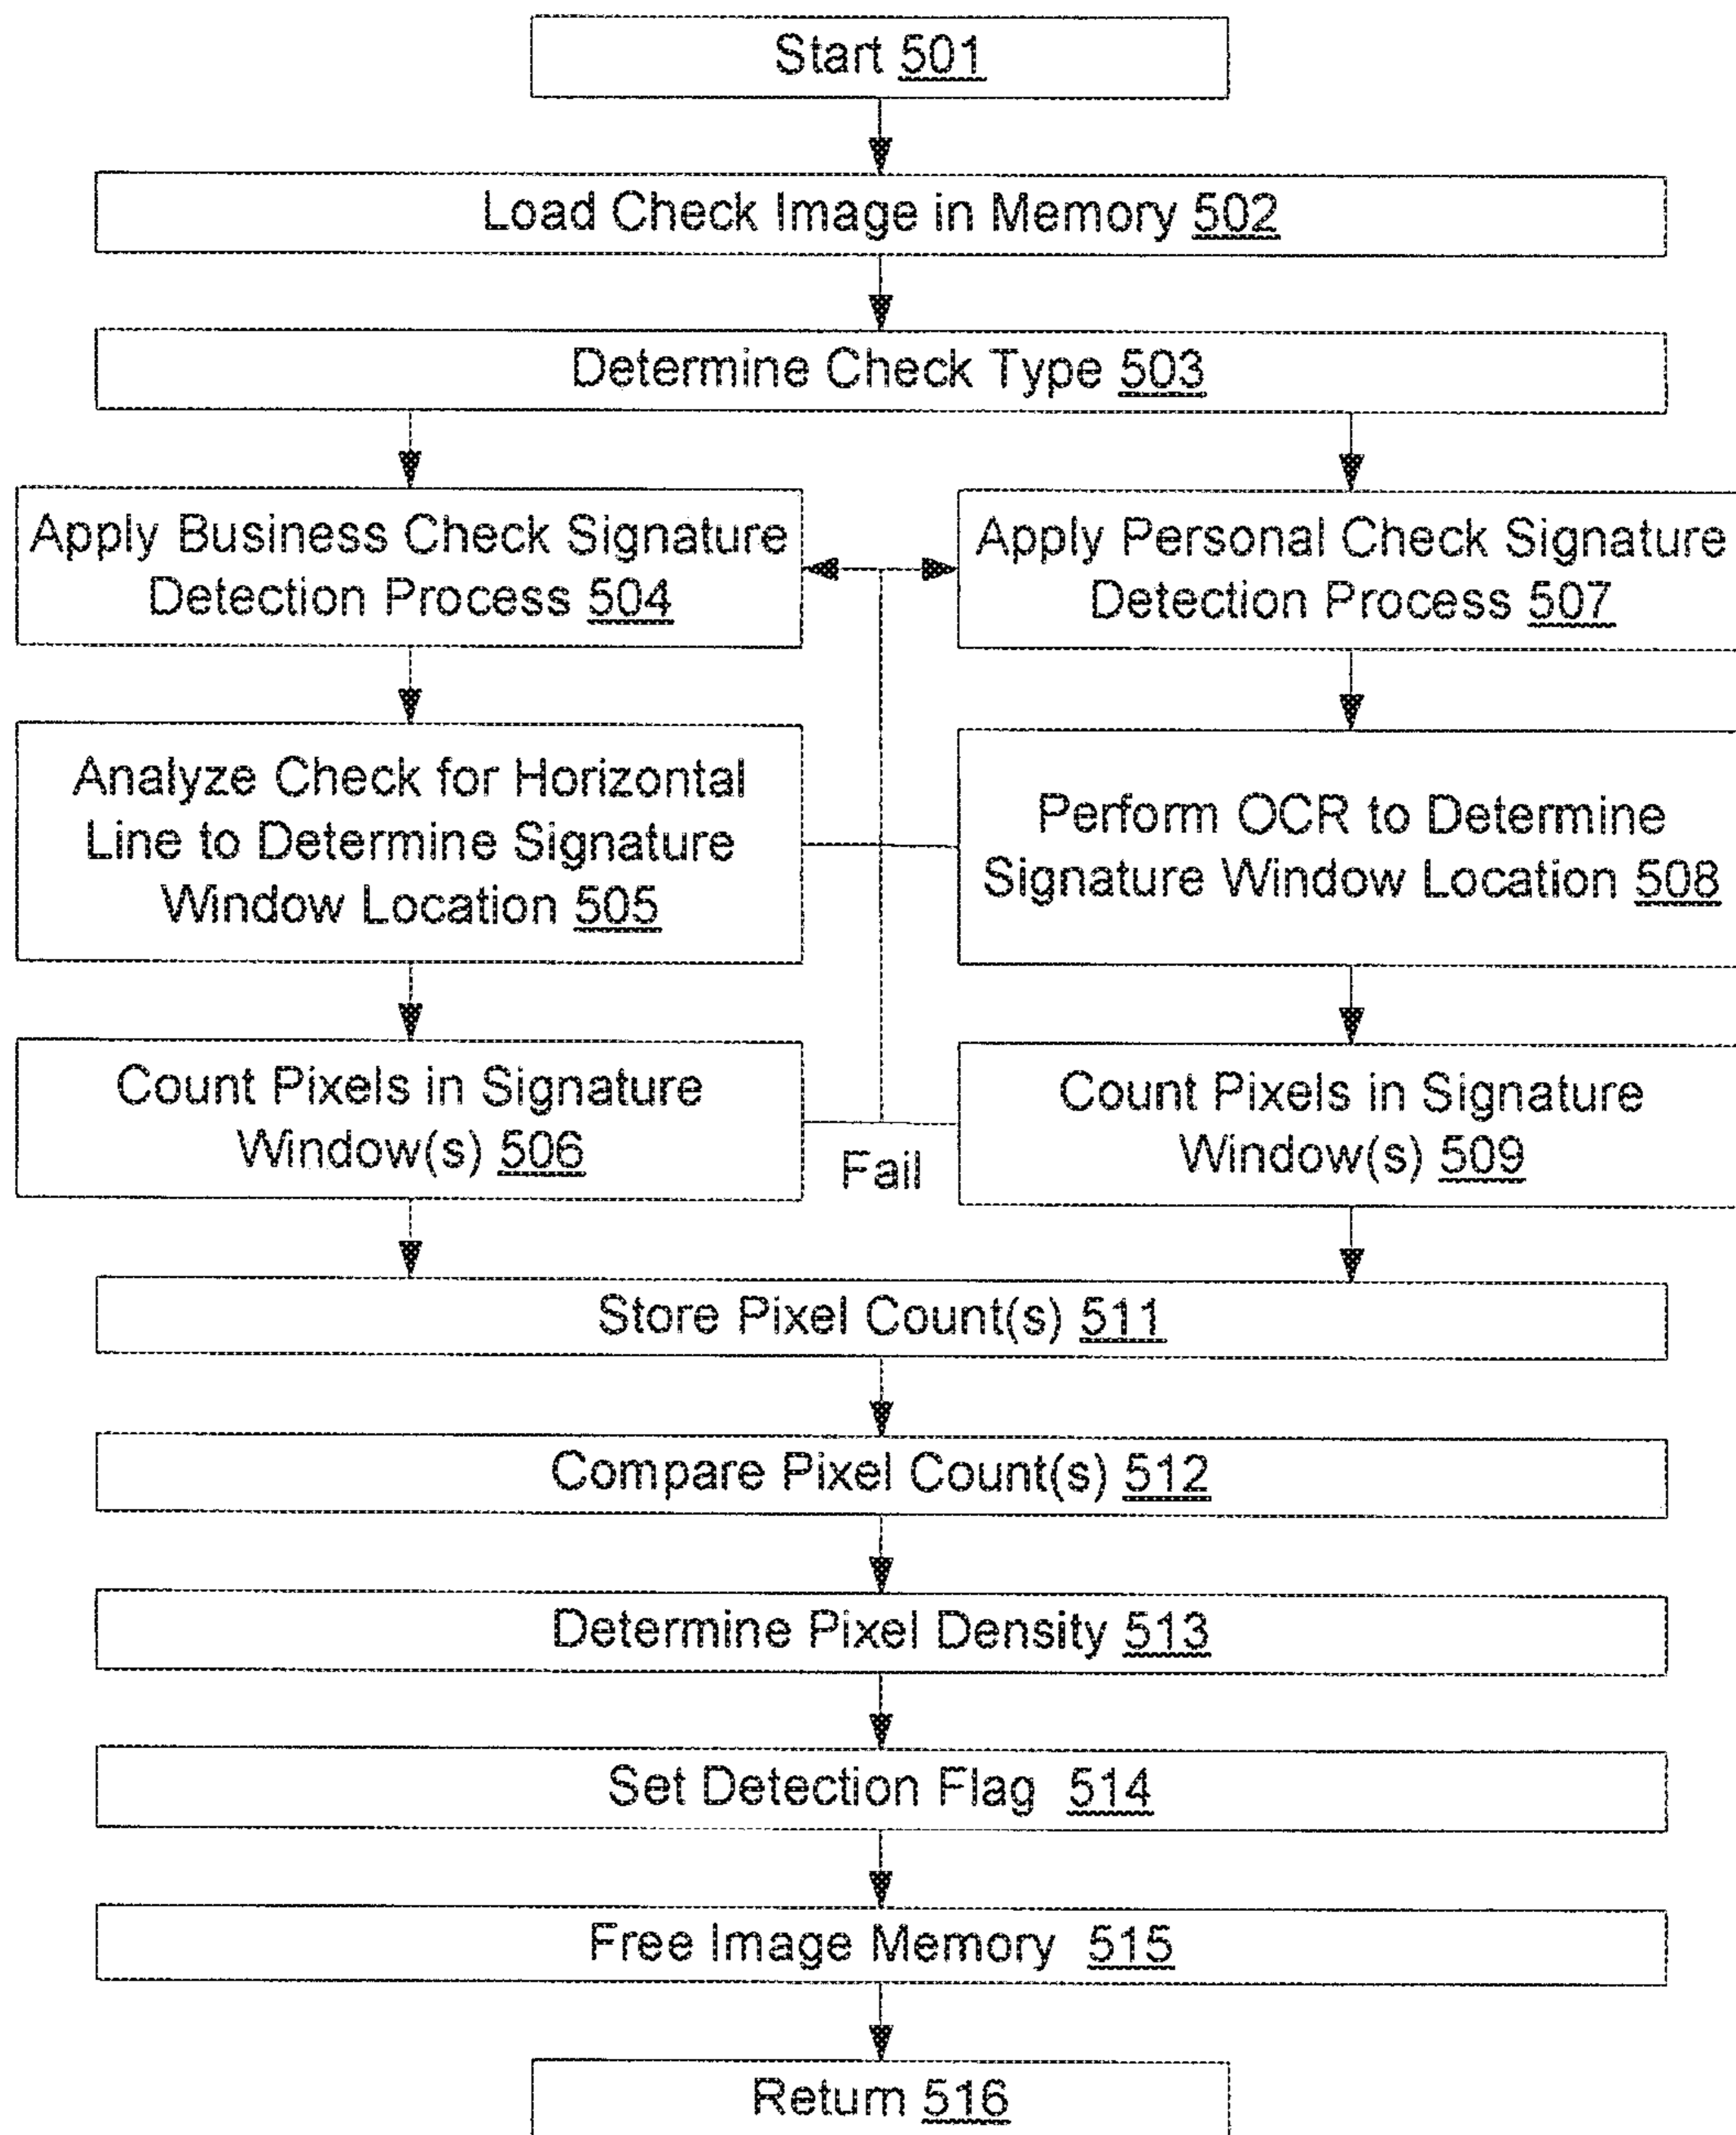 Start 501
Load Check Image in Memory 502
Determine Check Type 503
Apply Business Check Signature
Detection Process 504
Apply Personal Check Signature
Detection Process 507
Analyze Check for Horizontal
Line to Determine Signature
Window Location 505
Perform OCR to Determine
Signature Window Location 508
Count Pixels in Signature
Window(s) 506
Fail
Count Pixels in Signature
Window(s) 509
Store Pixel Count(s) 511
Compare Pixel Count(s) 512
Determine Pixel Density 513
Set Detection Flag 514
Free Image Memory 515
Return 516